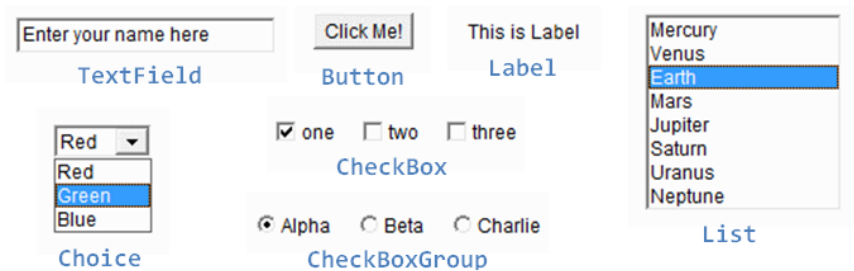 Enter your name here
TextField
Click Me!
Button
This is Label
Label
Mercury
Venus
Earth
Mars
Jupiter
Saturn
Uranus
Neptune
List
Red
Red
Green
Blue
Choice
one two three
CheckBox
Alpha Beta Charlie
CheckBoxGroup